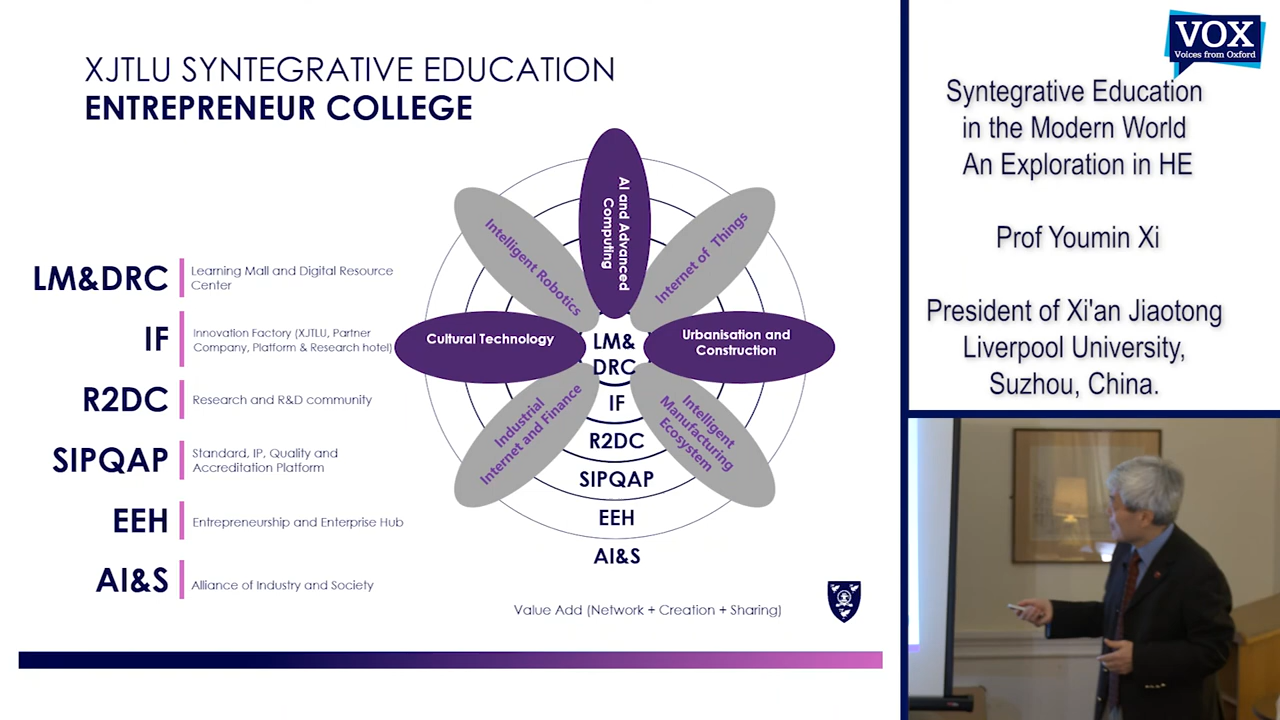 XJTLU SYNTEGRATIVE EDUCATION
ENTREPRENEUR COLLEGE
LM&DRC
Learning Mall and Digital Resource
Center
IF
Innovation Factory (XJTLU, Partner
Company, Platform & Research hotel)
R2DC
Research and R&D community
SIPQAP
Standard, IP, Quality and
Accreditation Platform
EEH
Entrepreneurship and Enterprise Hub
AI&S
Alliance of Industry and Society
AI and Advanced
Computing
Intelligent Robotics
Internet of Things
Cultural Technology
Urbanisation and
Construction
Industrial
Internet and Finance
Intelligent
Manufacturing
Ecosystem
LM&
DRC
IF
R2DC
SIPQAP
EEH
AI&S
Value Add (Network + Creation + Sharing)
VOX
Voices from Oxford
Syntegrative Education
in the Modern World
An Exploration in HE
Prof Youmin Xi
President of Xi'an Jiaotong
Liverpool University,
Suzhou, China.